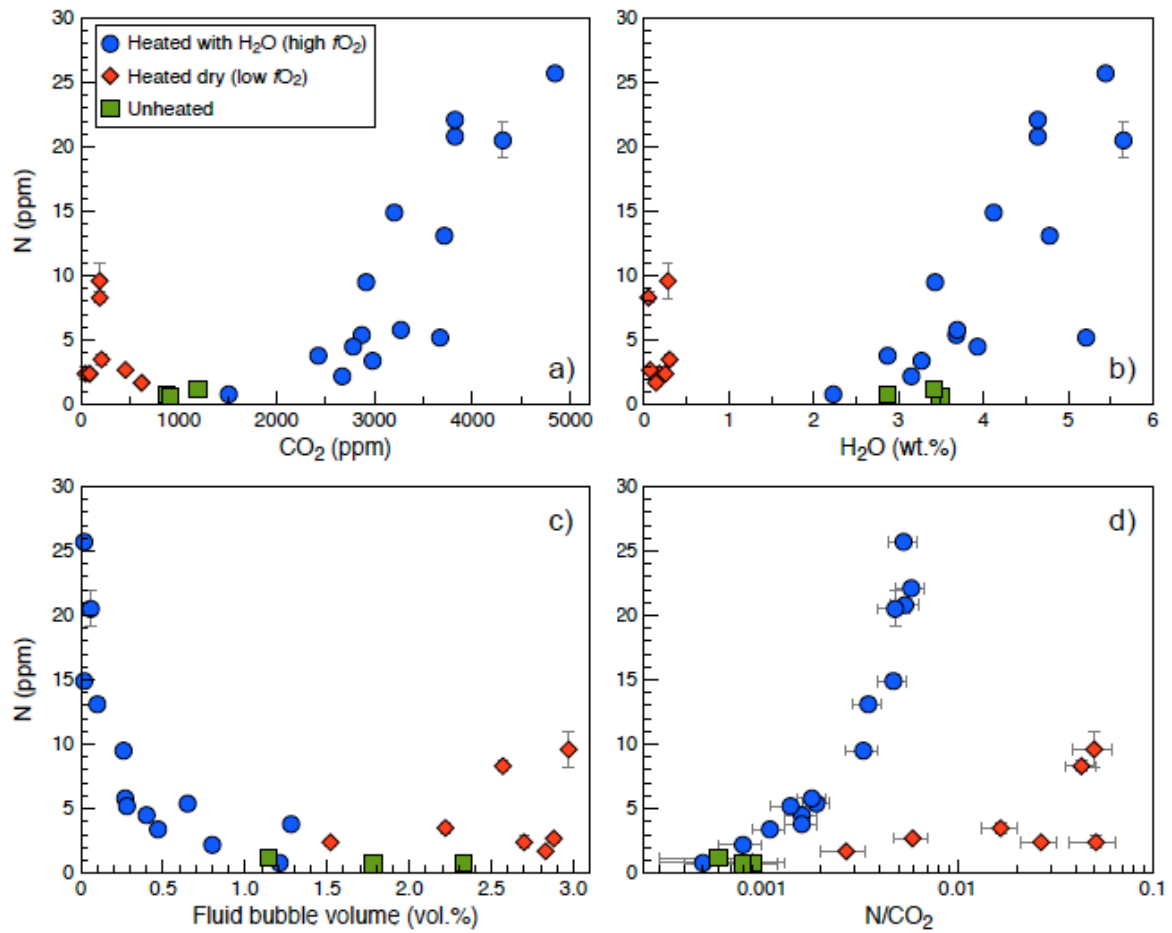 30
25
20
15
10
5
0
N (ppm)
Heated with H₂O (high fO₂)
Heated dry (low fO₂)
Unheated
a)
0 1000 2000 3000 4000 5000
CO₂ (ppm)
30
25
20
15
10
5
0
b)
0 1 2 3 4 5 6
H₂O (wt.%)
30
25
20
15
10
5
0
N (ppm)
c)
0 0.5 1.0 1.5 2.0 2.5 3.0
Fluid bubble volume (vol.%)
30
25
20
15
10
5
0
d)
0.001 0.01 0.1
N/CO₂